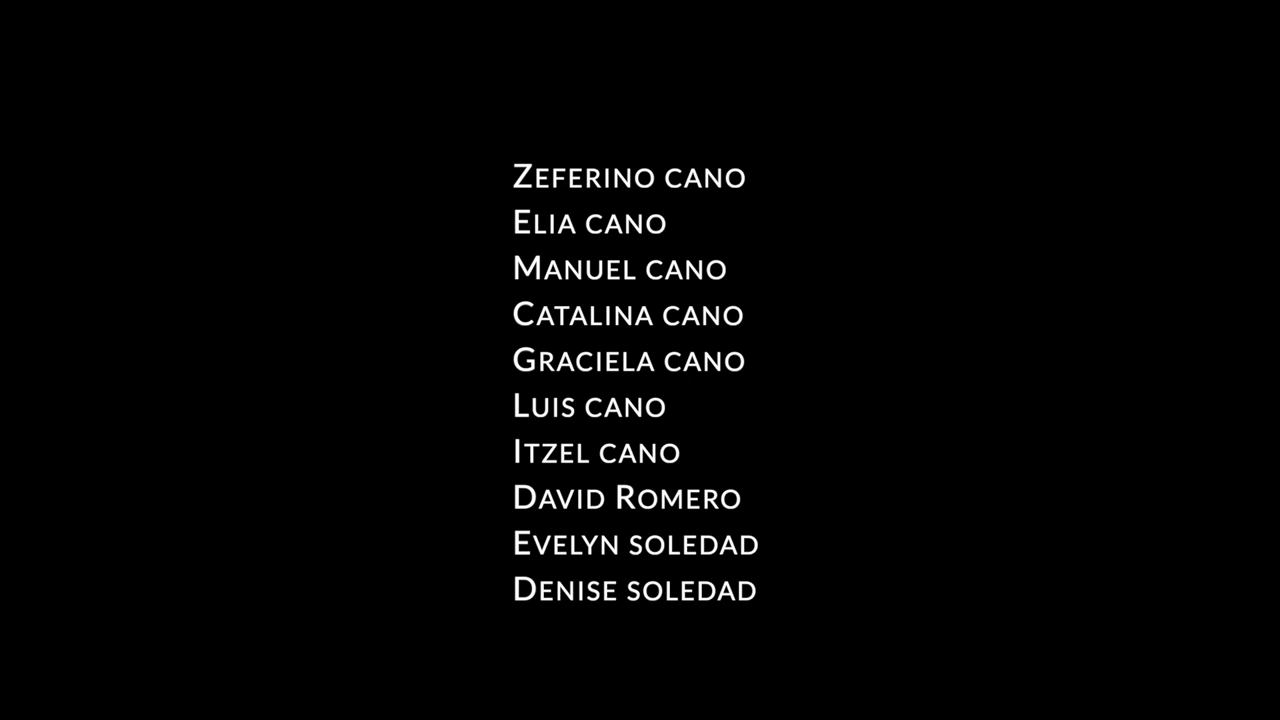 Zeferino cano
Elia cano
Manuel cano
Catalina cano
Graciela cano
Luis cano
Itzel cano
David Romero
Evelyn soledad
Denise soledad